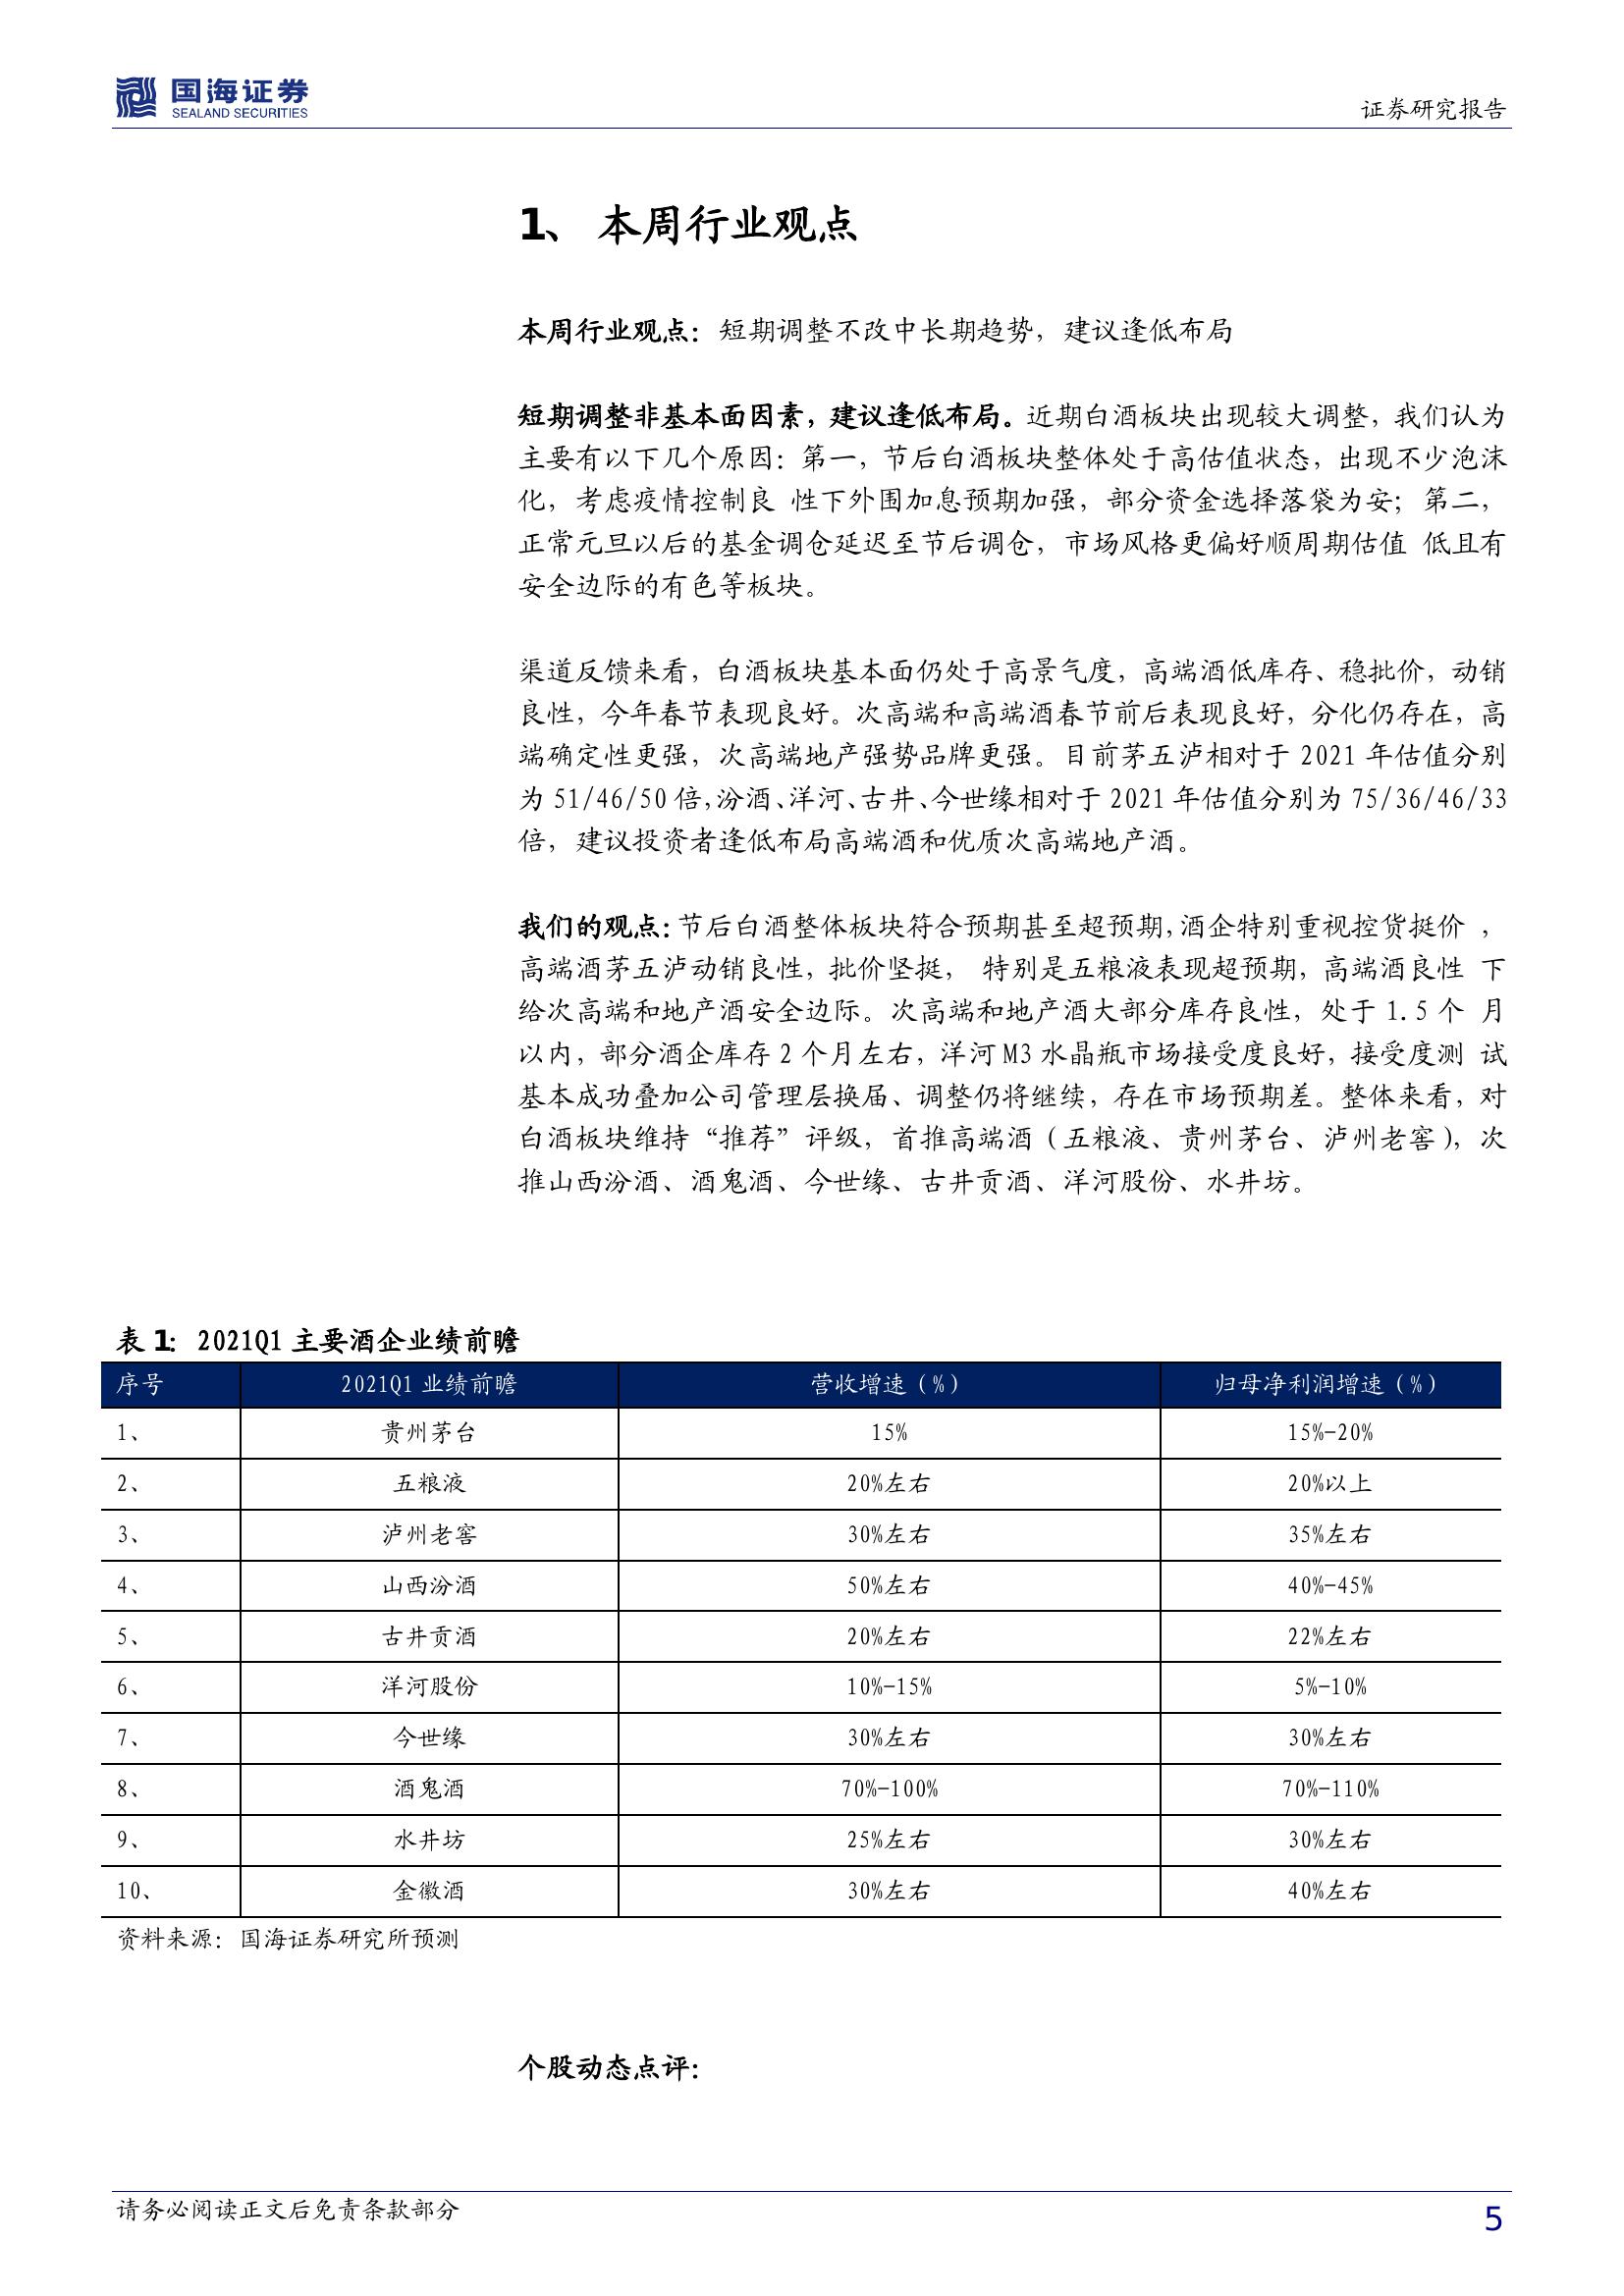 国海证券
SEALAND SECURITIES
证券研究报告
1、 本周行业观点
本周行业观点：短期调整不改中长期趋势，建议逢低布局
短期调整非基本面因素，建议逢低布局。近期白酒板块出现较大调整，我们认为
主要有以下几个原因：第一，节后白酒板块整体处于高估值状态，出现不少泡沫
化，考虑疫情控制良 性下外围加息预期加强，部分资金选择落袋为安；第二，
正常元旦以后的基金调仓延迟至节后调仓，市场风格更偏好顺周期估值 低且有
安全边际的有色等板块。
渠道反馈来看，白酒板块基本面仍处于高景气度，高端酒低库存、稳批价，动销
良性，今年春节表现良好。次高端和高端酒春节前后表现良好，分化仍存在，高
端确定性更强，次高端地产强势品牌更强。目前茅五泸相对于 2021 年估值分别
为 51/46/50 倍，汾酒、洋河、古井、今世缘相对于 2021 年估值分别为 75/36/46/33
倍，建议投资者逢低布局高端酒和优质次高端地产酒。
我们的观点：节后白酒整体板块符合预期甚至超预期，酒企特别重视控货挺价 ，
高端酒茅五泸动销良性，批价坚挺， 特别是五粮液表现超预期，高端酒良性 下
给次高端和地产酒安全边际。次高端和地产酒大部分库存良性，处于 1.5 个 月
以内，部分酒企库存 2 个月左右，洋河 M3 水晶瓶市场接受度良好，接受度测 试
基本成功叠加公司管理层换届、调整仍将继续，存在市场预期差。整体来看，对
白酒板块维持“推荐”评级，首推高端酒（五粮液、贵州茅台、泸州老窖），次
推山西汾酒、酒鬼酒、今世缘、古井贡酒、洋河股份、水井坊。
表 1：2021Q1 主要酒企业绩前瞻
序号 2021Q1 业绩前瞻 营收增速（%） 归母净利润增速（%）
1、 贵州茅台 15% 15%-20%
2、 五粮液 20%左右 20%以上
3、 泸州老窖 30%左右 35%左右
4、 山西汾酒 50%左右 40%-45%
5、 古井贡酒 20%左右 22%左右
6、 洋河股份 10%-15% 5%-10%
7、 今世缘 30%左右 30%左右
8、 酒鬼酒 70%-100% 70%-110%
9、 水井坊 25%左右 30%左右
10、 金徽酒 30%左右 40%左右
资料来源：国海证券研究所预测
个股动态点评：
请务必阅读正文后免责条款部分
5